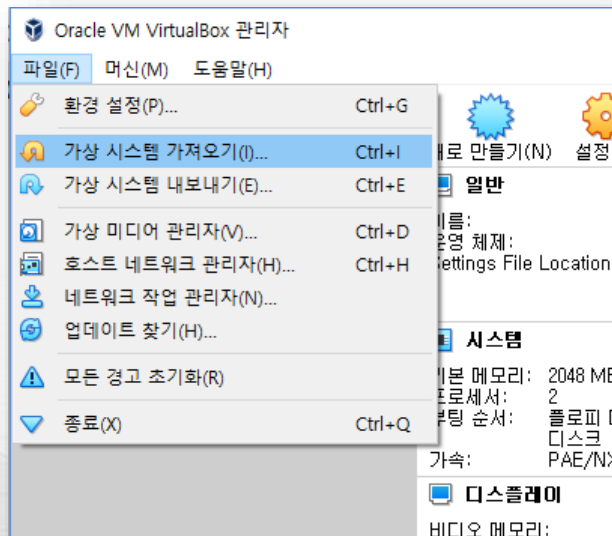 Oracle VM VirtualBox 관리자
파일(F) 머신(M) 도움말(H)
환경 설정(P)... Ctrl+G
가상 시스템 가져오기(I)... Ctrl+I
가상 시스템 내보내기(E)... Ctrl+E
가상 미디어 관리자(V)... Ctrl+D
호스트 네트워크 관리자(H)... Ctrl+H
네트워크 작업 관리자(N)...
업데이트 찾기(H)...
모든 경고 초기화(R)
종료(X) Ctrl+Q
만들기(N) 설정
일반
이름:
운영 체제:
Settings File Location
시스템
기본 메모리: 2048 MB
프로세서: 2
부팅 순서: 플로피
디스크
가속: PAE/NX
디스플레이
비디오 메모리: